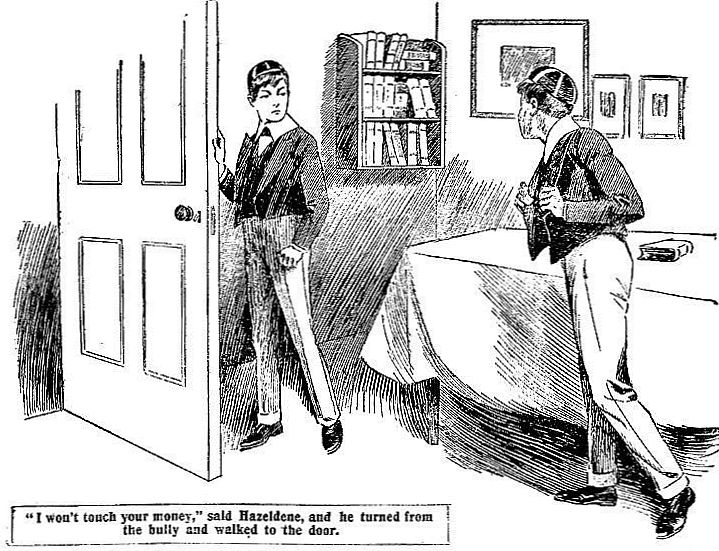 "I won't touch your money," said Hazeldene, and he turned from
the bully and walked to the door.